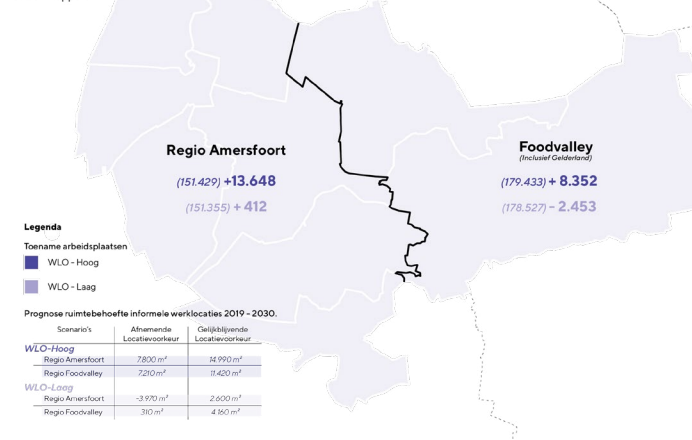 Regio Amersfoort
(151.429) +13.648
(151.355) + 412
Foodvalley
(Inclusief Gelderland)
(179.433) + 8.352
(178.527) - 2.453
Legenda
Toename arbeidsplaatsen
WLO - Hoog
WLO - Laag
Prognose ruimtebehoefte informele werklocaties 2019 - 2030.
Scenario's Afnemende Locatievoorkeur Gelijkblijvende Locatievoorkeur
WLO-Hoog
Regio Amersfoort 7.800 m² 14.990 m²
Regio Foodvalley 7.210 m² 11.420 m²
WLO-Laag
Regio Amersfoort -3.970 m² 2.600 m²
Regio Foodvalley 310 m² 4.160 m²